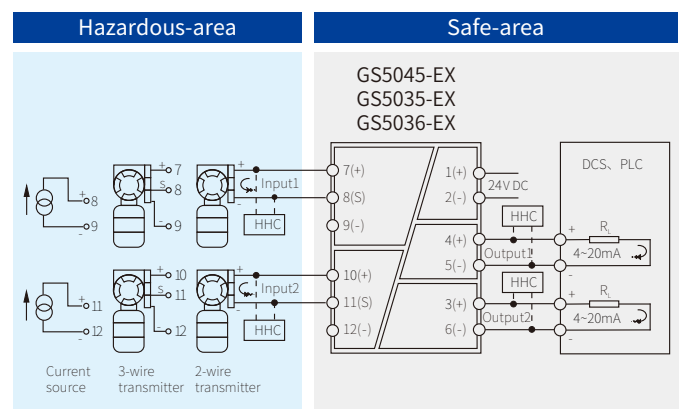 Hazardous-area
Safe-area
GS5045-EX
GS5035-EX
GS5036-EX
+ 7
S 8
- 9
+ 8
- 9
+
-
Input1
HHC
7(+)
8(S)
9(-)
1(+)
2(-)
24V DC
HHC
4(+)
5(-)
Output1
DCS、PLC
+
-
RL
4~20mA
+ 10
S 11
- 12
+ 11
- 12
+
-
Input2
HHC
10(+)
11(S)
12(-)
HHC
3(+)
6(-)
Output2
+
-
RL
4~20mA
Current
source
3-wire
transmitter
2-wire
transmitter